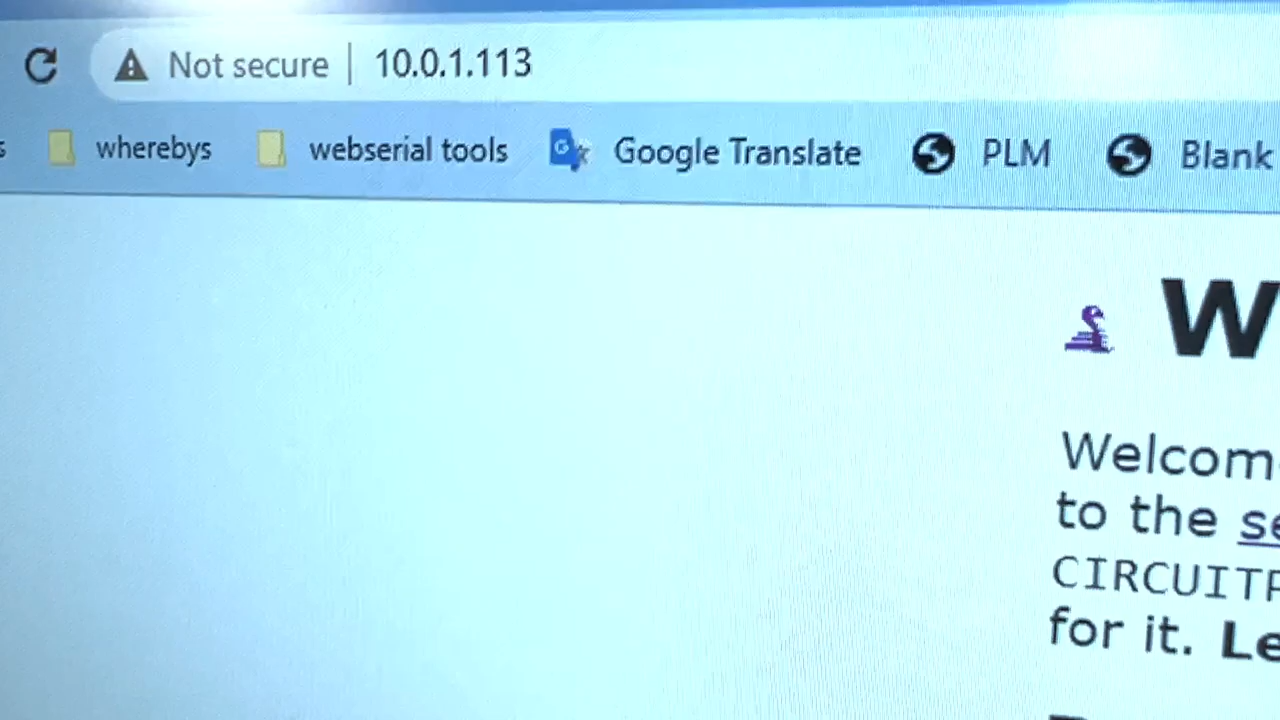 Not secure | 10.0.1.113
wherebys webserial tools Google Translate PLM Blank
W
Welcom
to the
CIRCUIT
for it. Le